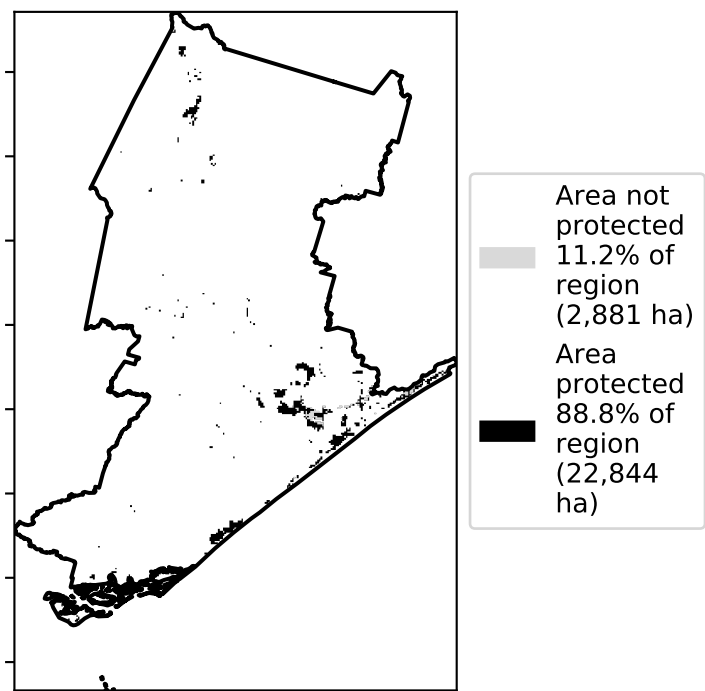 Area not
protected
11.2% of
region
(2,881 ha)
Area
protected
88.8% of
region
(22,844
ha)